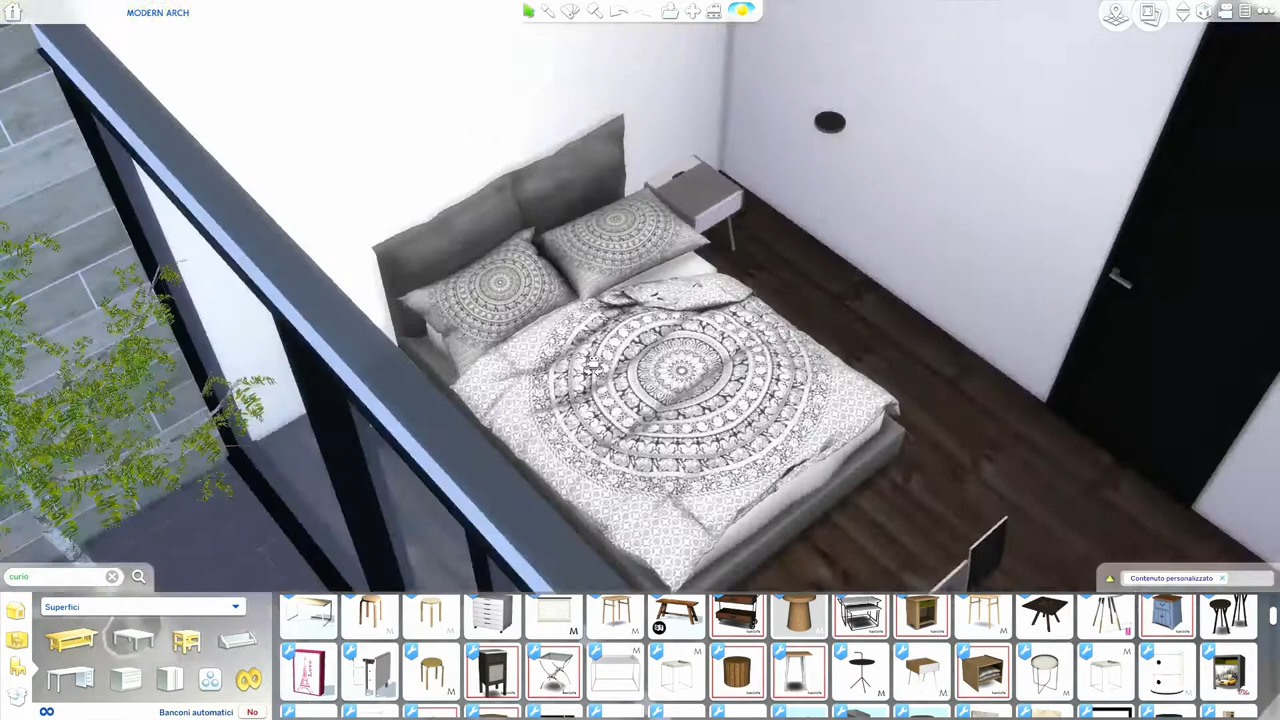 MODERN ARCH
curio
Contenuto personalizzato
Superfici
Banconi automatici No